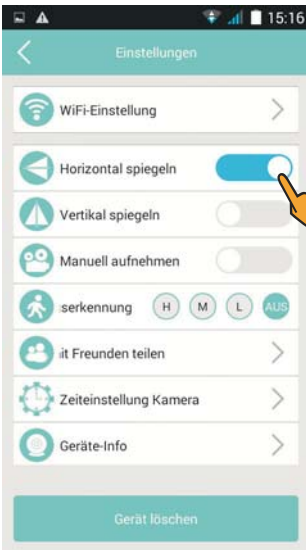 15:16
Einstellungen
WiFi-Einstellung
Horizontal spiegeln
Vertikal spiegeln
Manuell aufnehmen
serkennung H M L AUS
it Freunden teilen
Zeiteinstellung Kamera
Geräte-Info
Gerät löschen